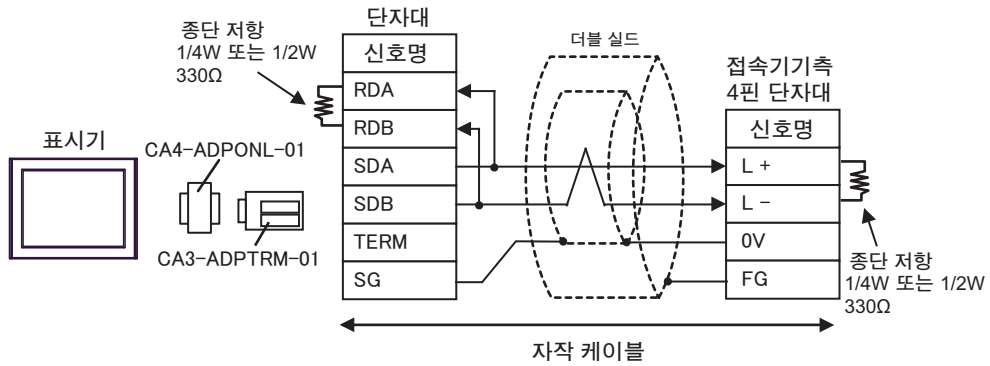 종단 저항
1/4W 또는 1/2W
330Ω
단자대
신호명
RDA
RDB
SDA
SDB
TERM
SG
더블 실드
접속기기측
4핀 단자대
신호명
L +
L −
0V
FG
표시기
CA4-ADPONL-01
CA3-ADPTRM-01
종단 저항
1/4W 또는 1/2W
330Ω
자작 케이블